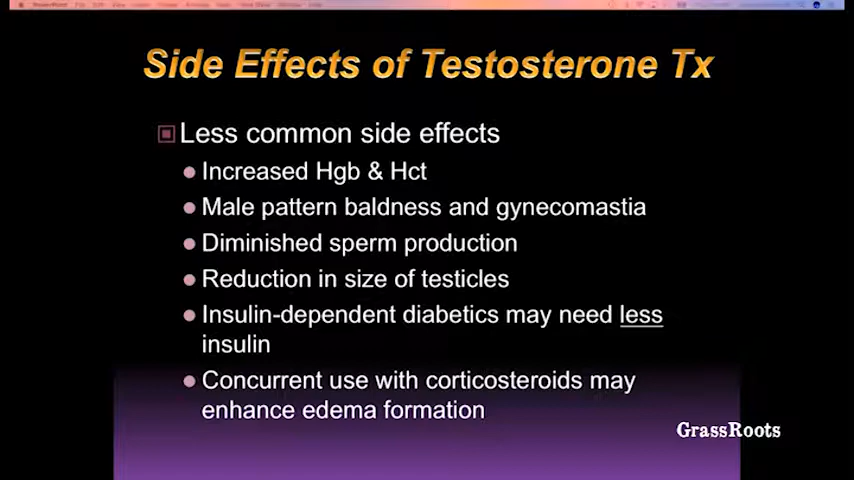 Side Effects of Testosterone Tx
Less common side effects
Increased Hgb & Hct
Male pattern baldness and gynecomastia
Diminished sperm production
Reduction in size of testicles
Insulin-dependent diabetics may need less
insulin
Concurrent use with corticosteroids may
enhance edema formation
GrassRoots